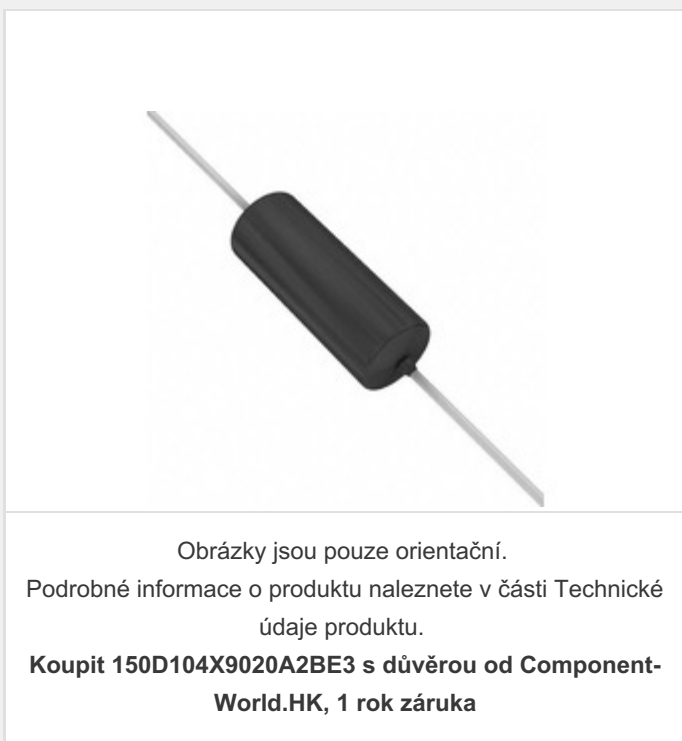 Obrázky jsou pouze orientační.
Podrobné informace o produktu naleznete v části Technické
údaje produktu.
Koupit 150D104X9020A2BE3 s důvěrou od Component-
World.HK, 1 rok záruka